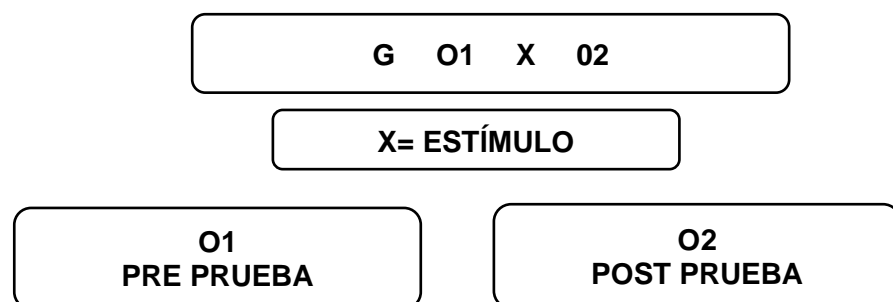 G O1 X 02
X= ESTÍMULO
O1
PRE PRUEBA
O2
POST PRUEBA